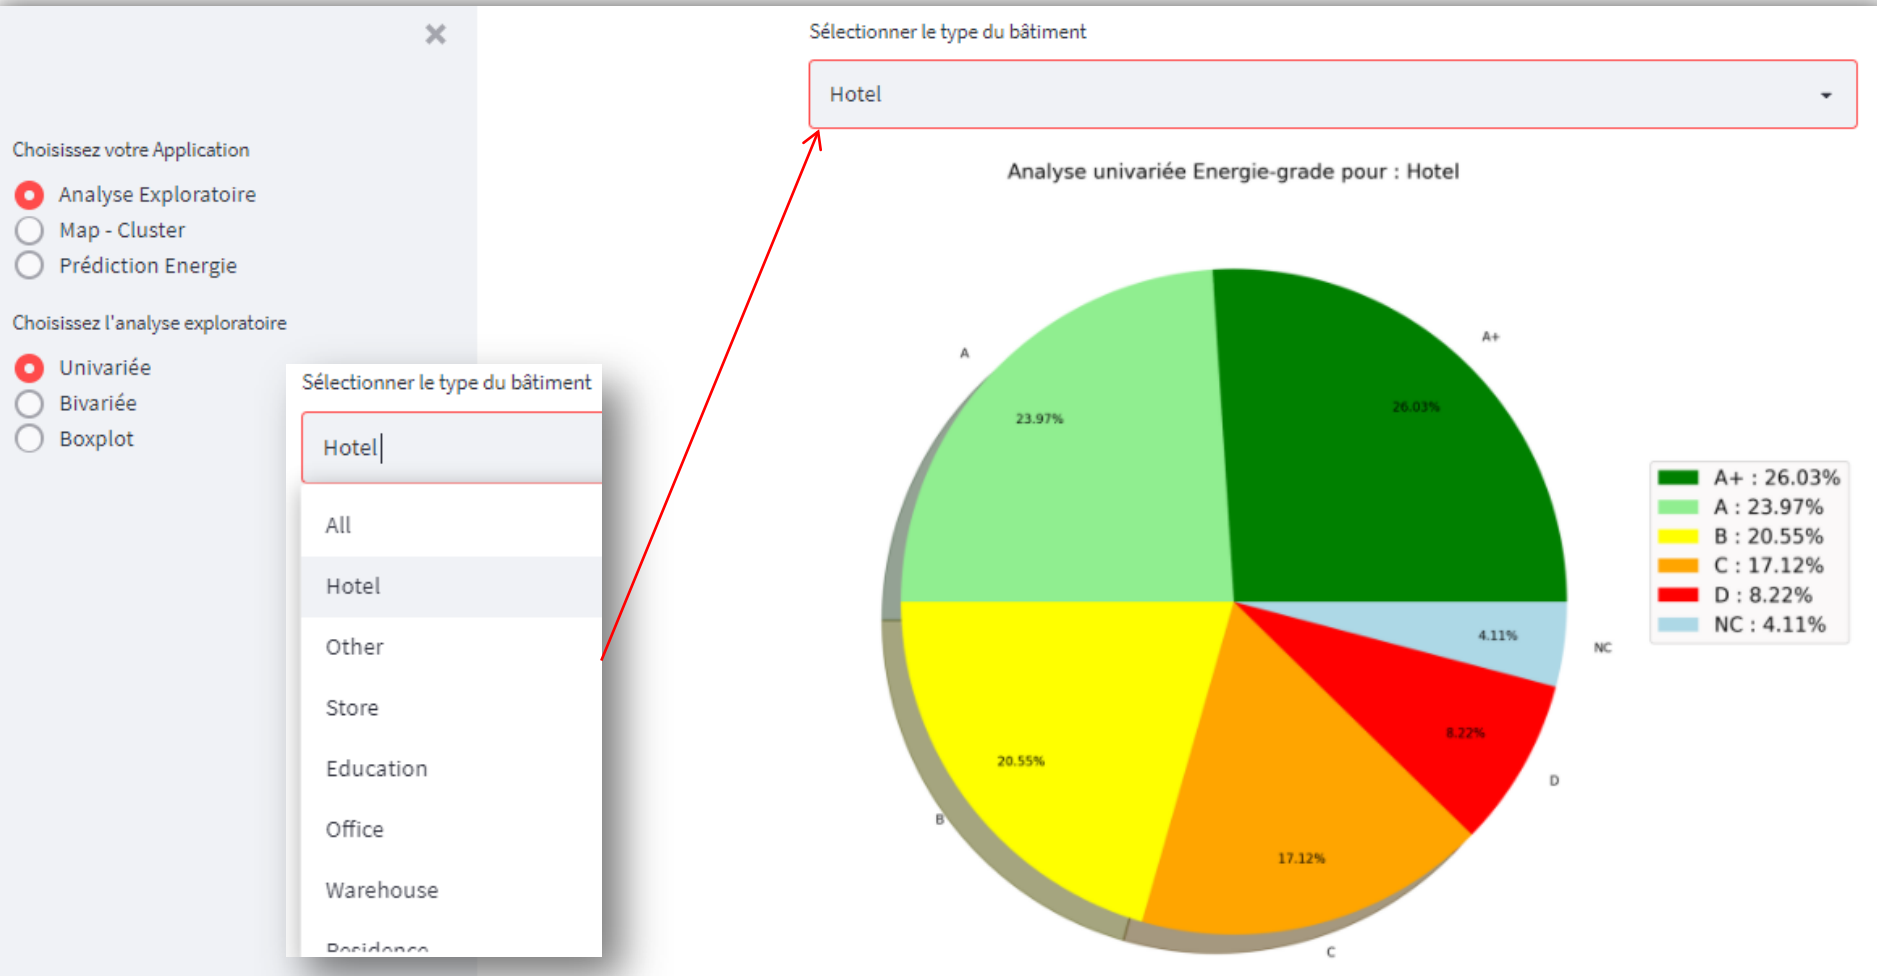 Choisissez votre Application
Analyse Exploratoire
Map - Cluster
Prédiction Energie
Choisissez l'analyse exploratoire
Univariée
Bivariée
Boxplot
Sélectionner le type du bâtiment
Hotel
All
Hotel
Other
Store
Education
Office
Warehouse
Residence
Sélectionner le type du bâtiment
Hotel
Analyse univariée Energie-grade pour : Hotel
A+
A
26.03%
23.97%
A+ : 26.03%
A : 23.97%
B : 20.55%
C : 17.12%
D : 8.22%
NC : 4.11%
4.11%
NC
8.22%
20.55%
D
B
17.12%
C